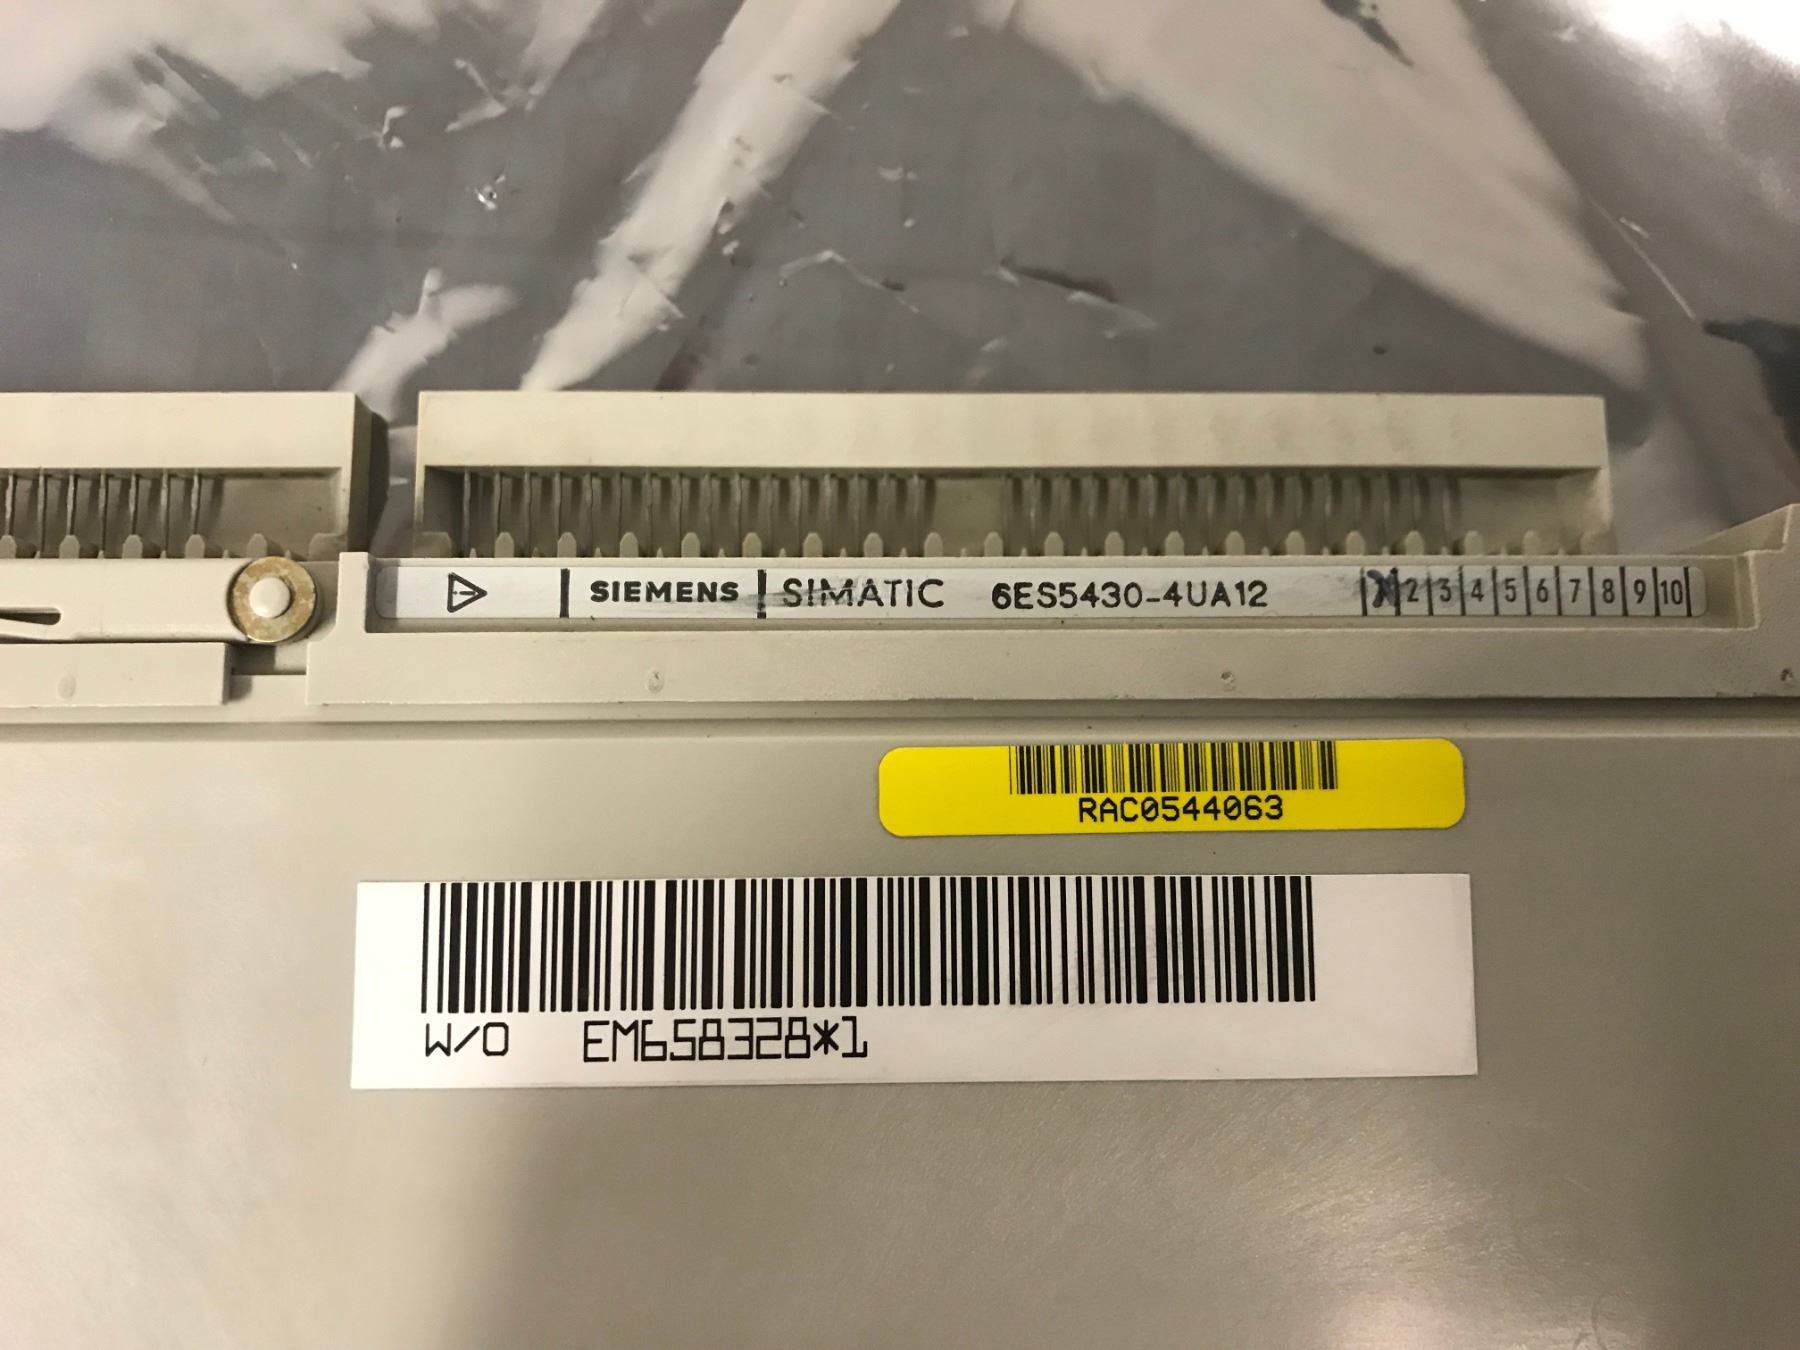 SIEMENS SIMATIC 6ES5430-4UA12 2 3 4 5 6 7 8 9 10
RAC0544063
W/O EM658328*1